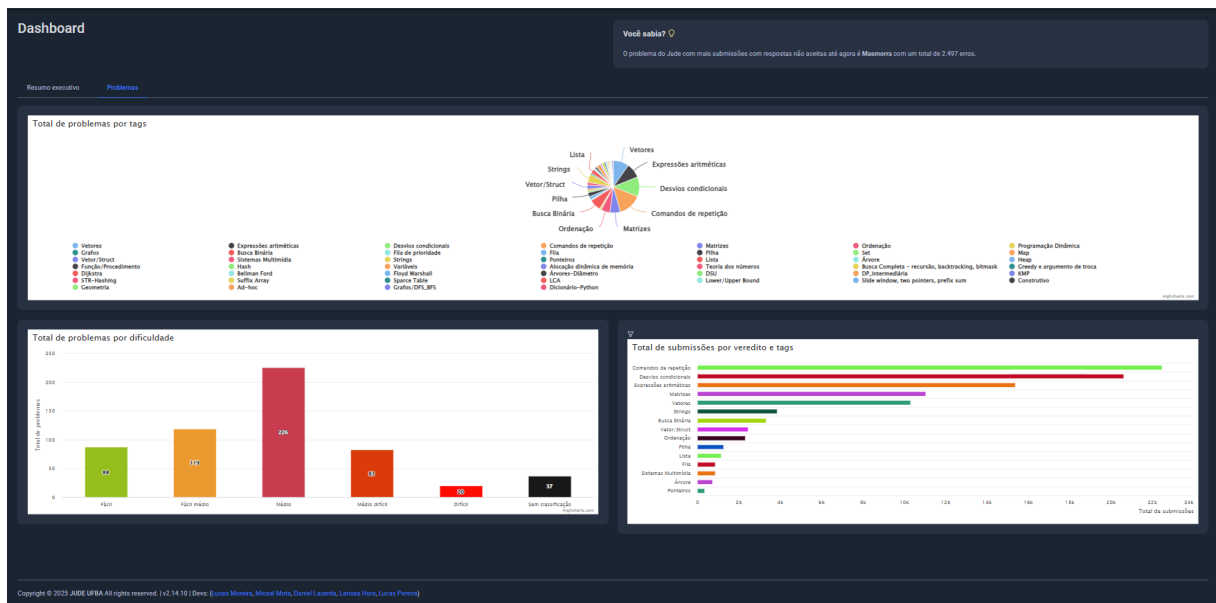 Dashboard
Você sabia?
O problema do Jude com mais submissões com respostas não aceitas até agora é Masmorra com um total de 2.497 erros.
Resumo executivo
Problemas
Total de problemas por tags
Lista
Vetores
Strings
Expressões aritméticas
Vetor/Struct
Desvios condicionais
Pilha
Busca Binária
Comandos de repetição
Ordenação
Matrizes
Vetores
Expressões aritméticas
Desvios condicionais
Comandos de repetição
Matrizes
Ordenação
Programação Dinâmica
Grafos
Busca Binária
Fila de prioridade
Fila
Pilha
Set
Map
Vetor/Struct
Sistemas Multimídia
Strings
Ponteiros
Lista
Árvore
Heap
Função/Procedimento
Hash
Variáveis
Alocação dinâmica de memória
Teoria dos números
Busca Completa - recursão, backtracking, bitmask
Greedy e argumento de troca
Dijkstra
Bellman Ford
Floyd Warshall
Árvores-Diâmetro
DSU
DP_Intermediária
KMP
STR-Hashing
Suffix Array
Sparce Table
LCA
Lower/Upper Bound
Slide window, two pointers, prefix sum
Construtivo
Geometria
Ad-hoc
Grafos/DFS_BFS
Dicionário-Python
Highcharts.com
Total de problemas por dificuldade
Total de problemas
250
200
150
100
50
0
88
119
226
83
20
37
Fácil
Fácil médio
Médio
Médio difícil
Difícil
Sem classificação
Highcharts.com
Total de submissões por veredito e tags
Comandos de repetição
Desvios condicionais
Expressões aritméticas
Matrizes
Vetores
Strings
Busca Binária
Vetor/Struct
Ordenação
Pilha
Lista
Fila
Sistemas Multimídia
Árvore
Ponteiros
0
2k
4k
6k
8k
10k
12k
14k
16k
18k
20k
22k
24k
Total de submissões
Copyright © 2025 JUDE UFBA All rights reserved. | v2.14.10 | Devs: (Lucas Moreira, Micael Mota, Daniel Lacerda, Larissa Hora, Lucas Pereira)